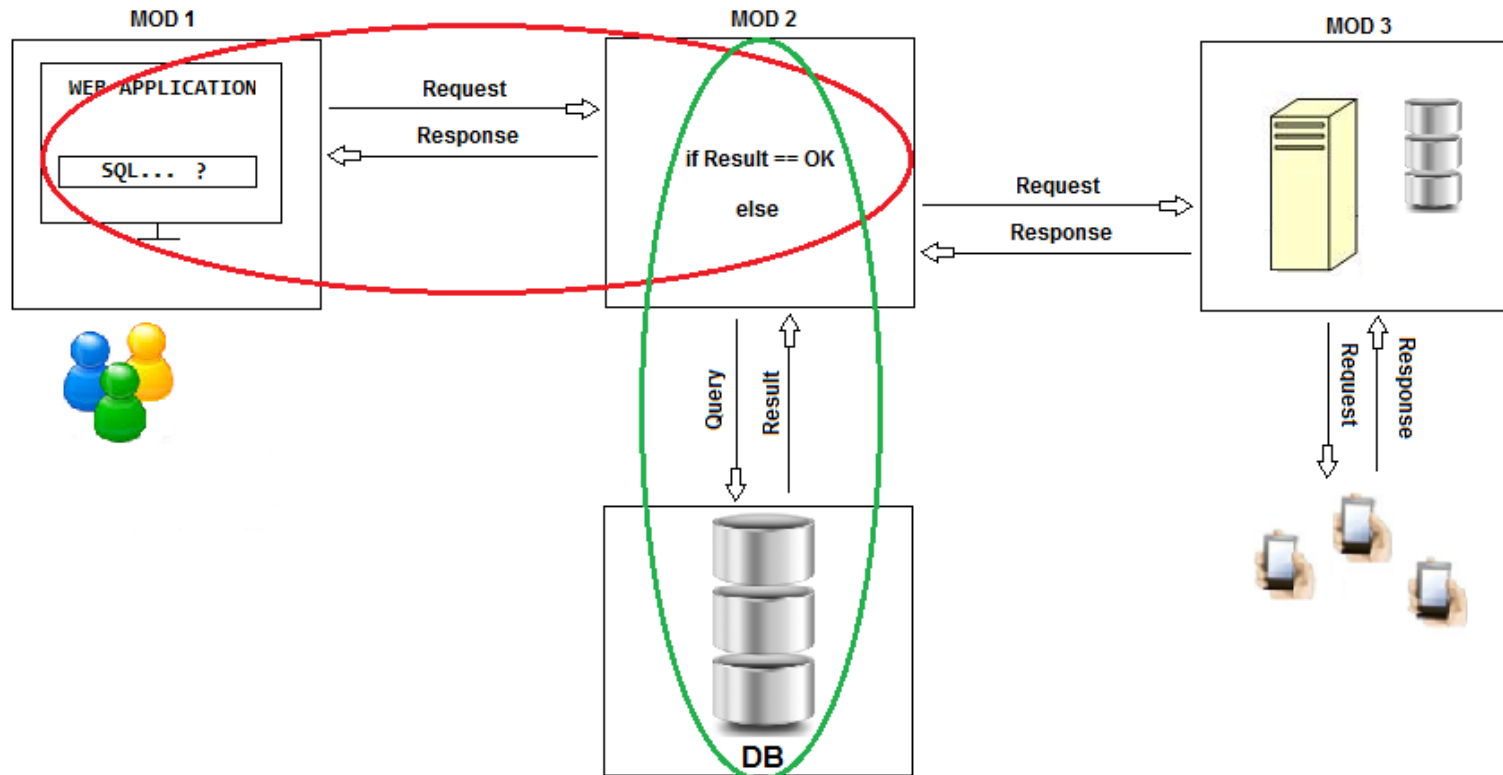 MOD 1
MOD 2
MOD 3
WEB APPLICATION
SQL... ?
Request
Response
if Result == OK
else
Request
Response
Query
Result
Request
Response
DB